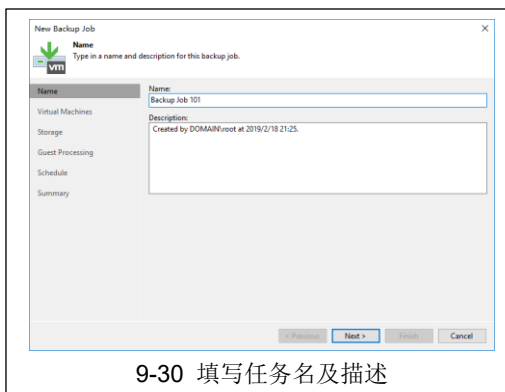 New Backup Job
Name
Type in a name and description for this backup job.
vm
Name
Virtual Machines
Storage
Guest Processing
Schedule
Summary
Name:
Backup Job 101
Description:
Created by DOMAIN\root at 2019/2/18 21:25.
< Previous
Next >
Finish
Cancel
9-30 填写任务名及描述